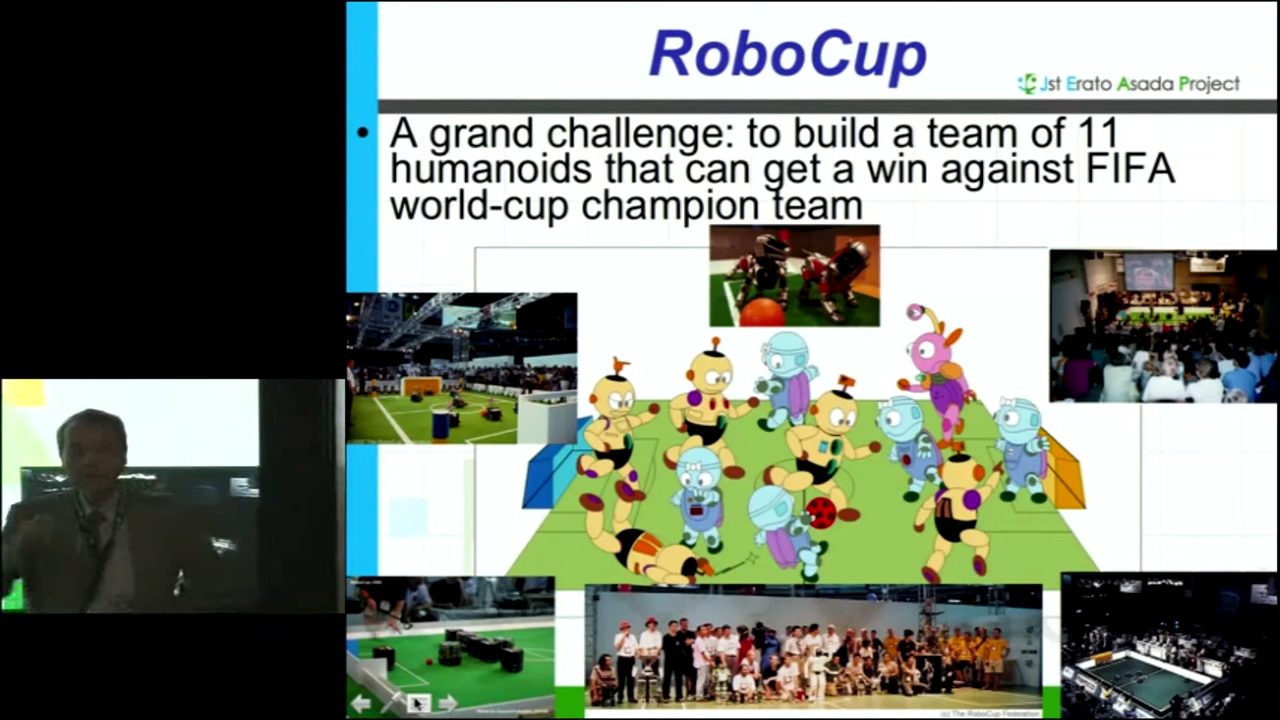 RoboCup
Jst Erato Asada Project
• A grand challenge: to build a team of 11
humanoids that can get a win against FIFA
world-cup champion team
(c) The RoboCup Federation